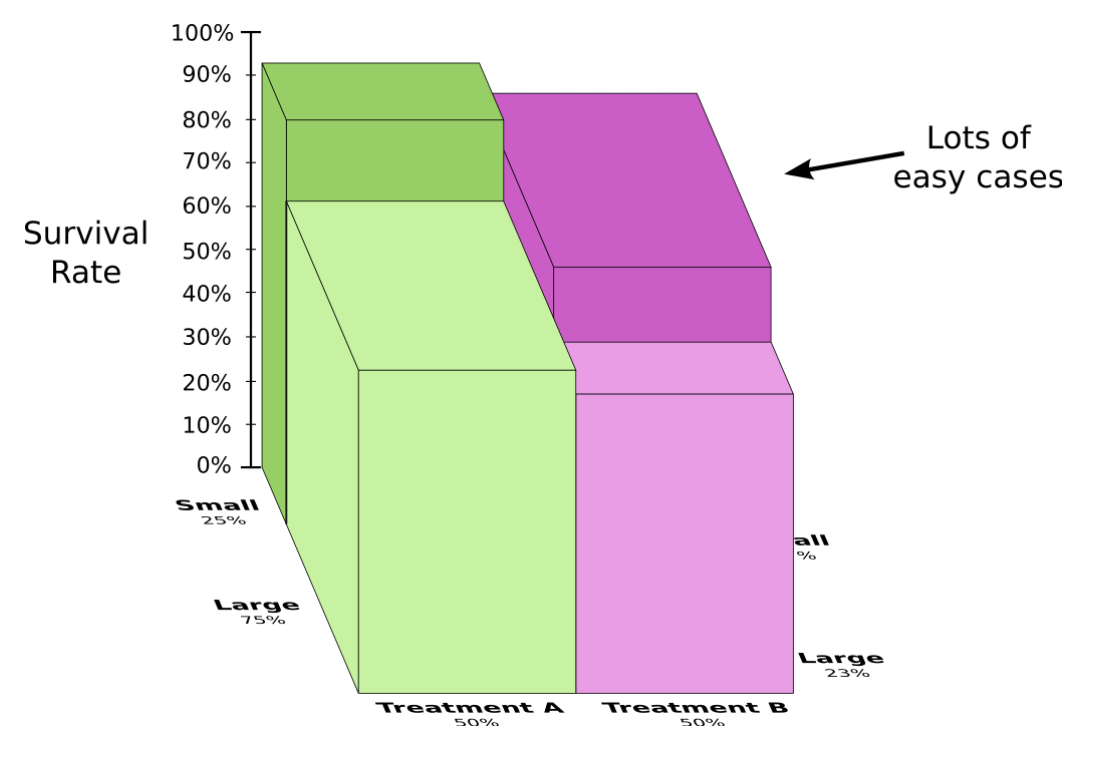 100%
90%
80%
70%
60%
50%
40%
30%
20%
10%
0%
Survival
Rate
Lots of
easy cases
Small
25%
Large
75%
all
%
Large
23%
Treatment A
50%
Treatment B
50%